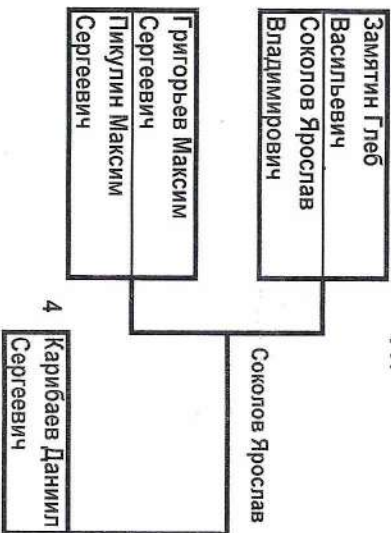 Замятин Глеб
Васильевич
Соколов Ярослав
Владимирович
Соколов Ярослав
Григорьев Максим
Сергеевич
Пикулин Максим
Сергеевич
4
Карибаев Даниил
Сергеевич